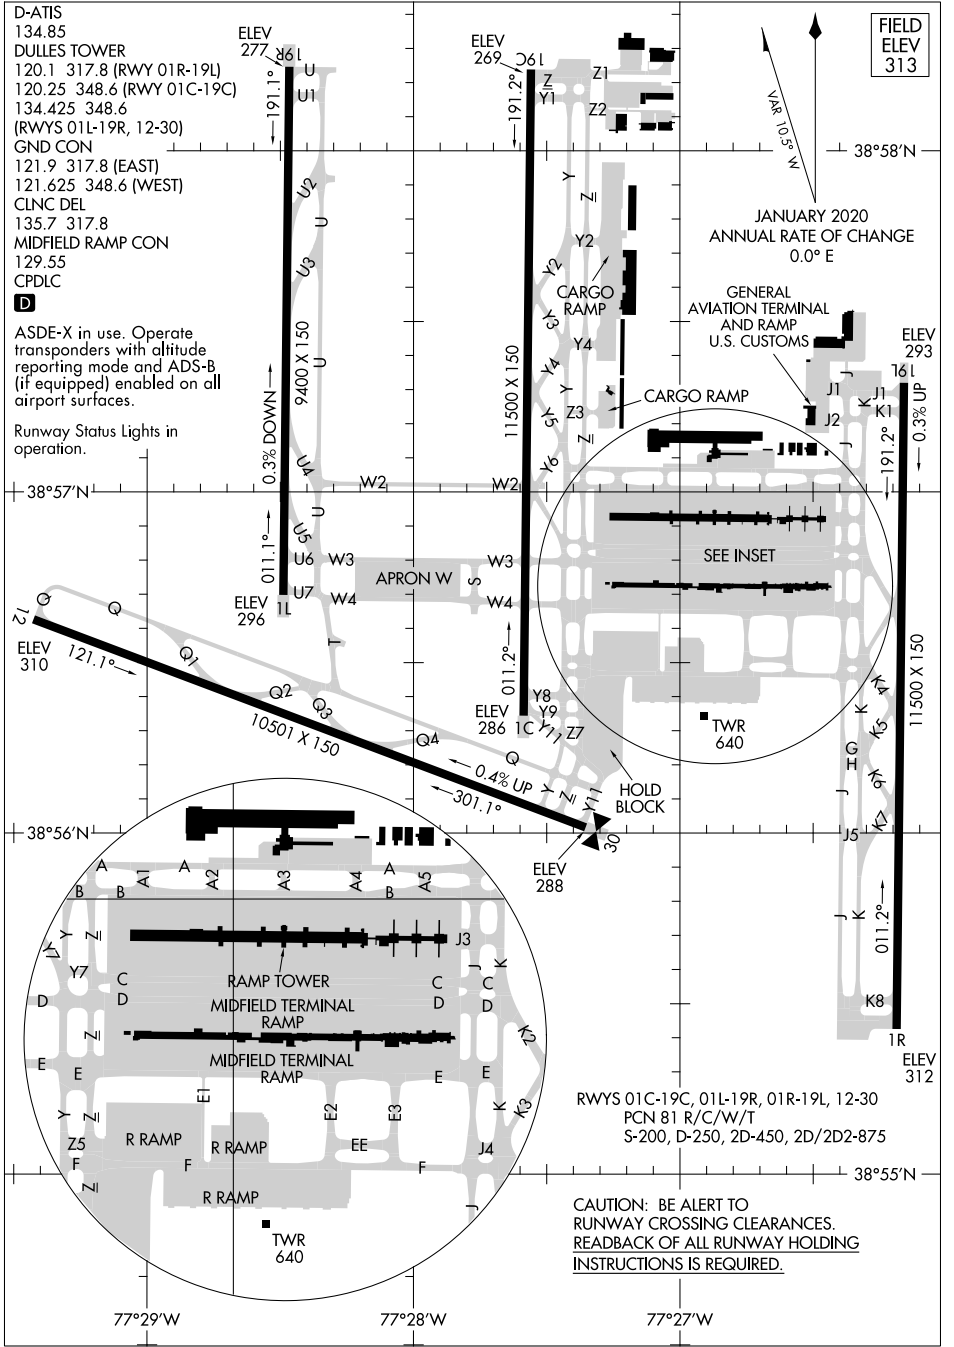 D-ATIS
134.85
DULLES TOWER
120.1 317.8 (RWY 01R-19L)
120.25 348.6 (RWY 01C-19C)
134.425 348.6
(RWYS 01L-19R, 12-30)
GND CON
121.9 317.8 (EAST)
121.625 348.6 (WEST)
CLNC DEL
135.7 317.8
MIDFIELD RAMP CON
129.55
CPDLC
D
ASDE-X in use. Operate
transponders with altitude
reporting mode and ADS-B
(if equipped) enabled on all
airport surfaces.
Runway Status Lights in
operation.
ELEV
277
19R
U
U1
191.1°
U2
U
U3
U
9400 X 150
0.3% DOWN
U4
U
U5
011.1°
U6
U7
ELEV
296
1L
W2
W2
W3
W3
W4
W4
APRON W
S
T
ELEV
269
19C
191.2°
Z
Y1
Z1
Z2
Y
Z
Y2
Y2
CARGO
RAMP
Y3
Y4
Y4
Y
Y5
Z3
CARGO RAMP
Z
Y6
11500 X 150
011.2°
ELEV
286
1C
Y8
Y9
Y11
Z7
HOLD
BLOCK
Y
Z
Y11
30
ELEV
288
12
ELEV
310
121.1°
Q
Q
Q1
Q2
Q3
Q4
Q
10501 X 150
0.4% UP
301.1°
FIELD
ELEV
313
VAR 10.5° W
JANUARY 2020
ANNUAL RATE OF CHANGE
0.0° E
38°58'N
GENERAL
AVIATION TERMINAL
AND RAMP
U.S. CUSTOMS
ELEV
293
19L
J
J1
J1
K
K1
J2
J
191.2°
0.3% UP
38°57'N
SEE INSET
TWR
640
11500 X 150
K4
K
K5
G
H
K6
J
K7
J5
J
K
011.2°
K8
1R
ELEV
312
38°56'N
A
A1
A
A2
A3
A4
A
A5
B
B
B
Y7
Y
Z
J3
Y7
C
RAMP TOWER
C
J
K
C
D
D
MIDFIELD TERMINAL
RAMP
D
D
Z
K2
E
E
MIDFIELD TERMINAL
RAMP
E
E
Y
Z
E1
E2
E3
K
K3
Z5
R RAMP
R RAMP
EE
J4
F
F
F
Z
R RAMP
J
TWR
640
RWYS 01C-19C, 01L-19R, 01R-19L, 12-30
PCN 81 R/C/W/T
S-200, D-250, 2D-450, 2D/2D2-875
38°55'N
CAUTION: BE ALERT TO
RUNWAY CROSSING CLEARANCES.
READBACK OF ALL RUNWAY HOLDING
INSTRUCTIONS IS REQUIRED.
77°29'W
77°28'W
77°27'W